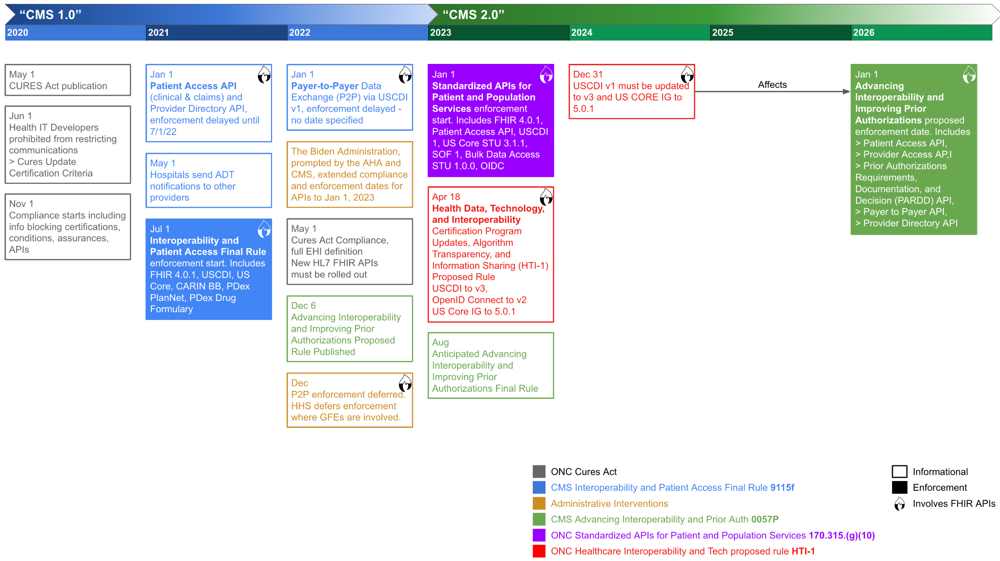 “CMS 1.0”
“CMS 2.0”
2020
2021
2022
2023
2024
2025
2026
May 1
CURES Act publication
Jun 1
Health IT Developers
prohibited from restricting
communications
> Cures Update
Certification Criteria
Nov 1
Compliance starts including
info blocking certifications,
conditions, assurances,
APIs
Jan 1
Patient Access API
(clinical & claims) and
Provider Directory API,
enforcement delayed until
7/1/22
May 1
Hospitals send ADT
notifications to other
providers
Jul 1
Interoperability and
Patient Access Final Rule
enforcement start. Includes
FHIR 4.0.1, USCDI, US
Core, CARIN BB, PDex
PlanNet, PDex Drug
Formulary
Jan 1
Payer-to-Payer Data
Exchange (P2P) via USCDI
v1, enforcement delayed -
no date specified
The Biden Administration,
prompted by the AHA and
CMS, extended compliance
and enforcement dates for
APIs to Jan 1, 2023
May 1
Cures Act Compliance,
full EHI definition
New HL7 FHIR APIs
must be rolled out
Dec 6
Advancing Interoperability
and Improving Prior
Authorizations Proposed
Rule Published
Dec
P2P enforcement deferred.
HHS defers enforcement
where GFEs are involved.
Jan 1
Standardized APIs for
Patient and Population
Services enforcement
start. Includes FHIR 4.0.1,
Patient Access API, USCDI
1, US Core STU 3.1.1,
SOF 1, Bulk Data Access
STU 1.0.0, OIDC
Apr 18
Health Data, Technology,
and Interoperability
Certification Program
Updates, Algorithm
Transparency, and
Information Sharing (HTI-1)
Proposed Rule
USCDI to v3,
OpenID Connect to v2
US Core IG to 5.0.1
Aug
Anticipated Advancing
Interoperability and
Improving Prior
Authorizations Final Rule
Dec 31
USCDI v1 must be updated
to v3 and US CORE IG to
5.0.1
Affects
Jan 1
Advancing
Interoperability and
Improving Prior
Authorizations proposed
enforcement date. Includes
> Patient Access API,
> Provider Access AP,I
> Prior Authorizations
Requirements,
Documentation, and
Decision (PARDD) API,
> Payer to Payer API,
> Provider Directory API
ONC Cures Act
CMS Interoperability and Patient Access Final Rule 9115f
Administrative Interventions
CMS Advancing Interoperability and Prior Auth 0057P
ONC Standardized APIs for Patient and Population Services 170.315.(g)(10)
ONC Healthcare Interoperability and Tech proposed rule HTI-1
Informational
Enforcement
Involves FHIR APIs